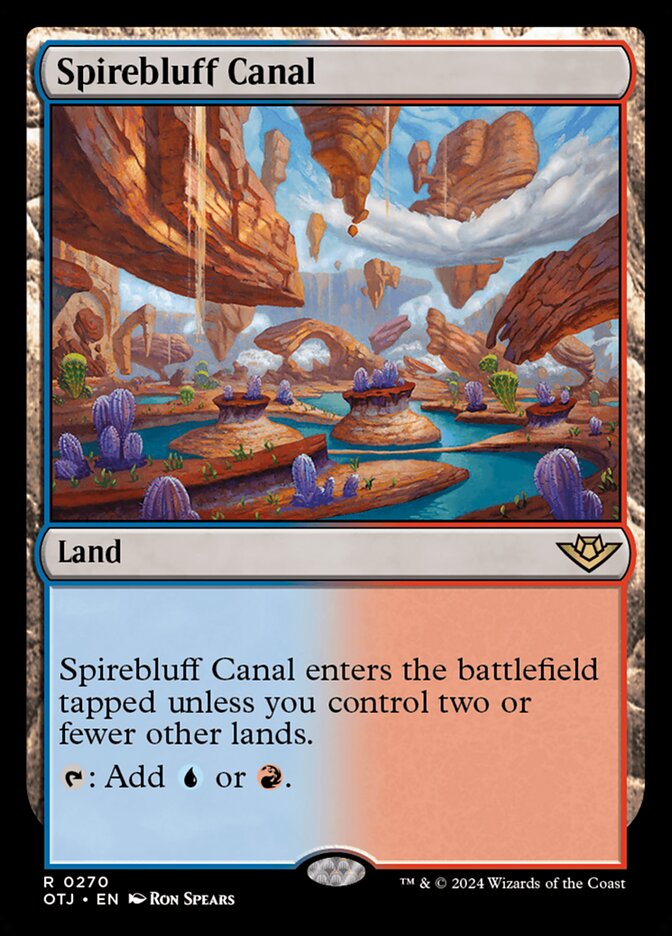 Spirebluff Canal
Land
Spirebluff Canal enters the battlefield
tapped unless you control two or
fewer other lands.
: Add or .
R 0270
OTJ • EN Ron Spears
™ & © 2024 Wizards of the Coast